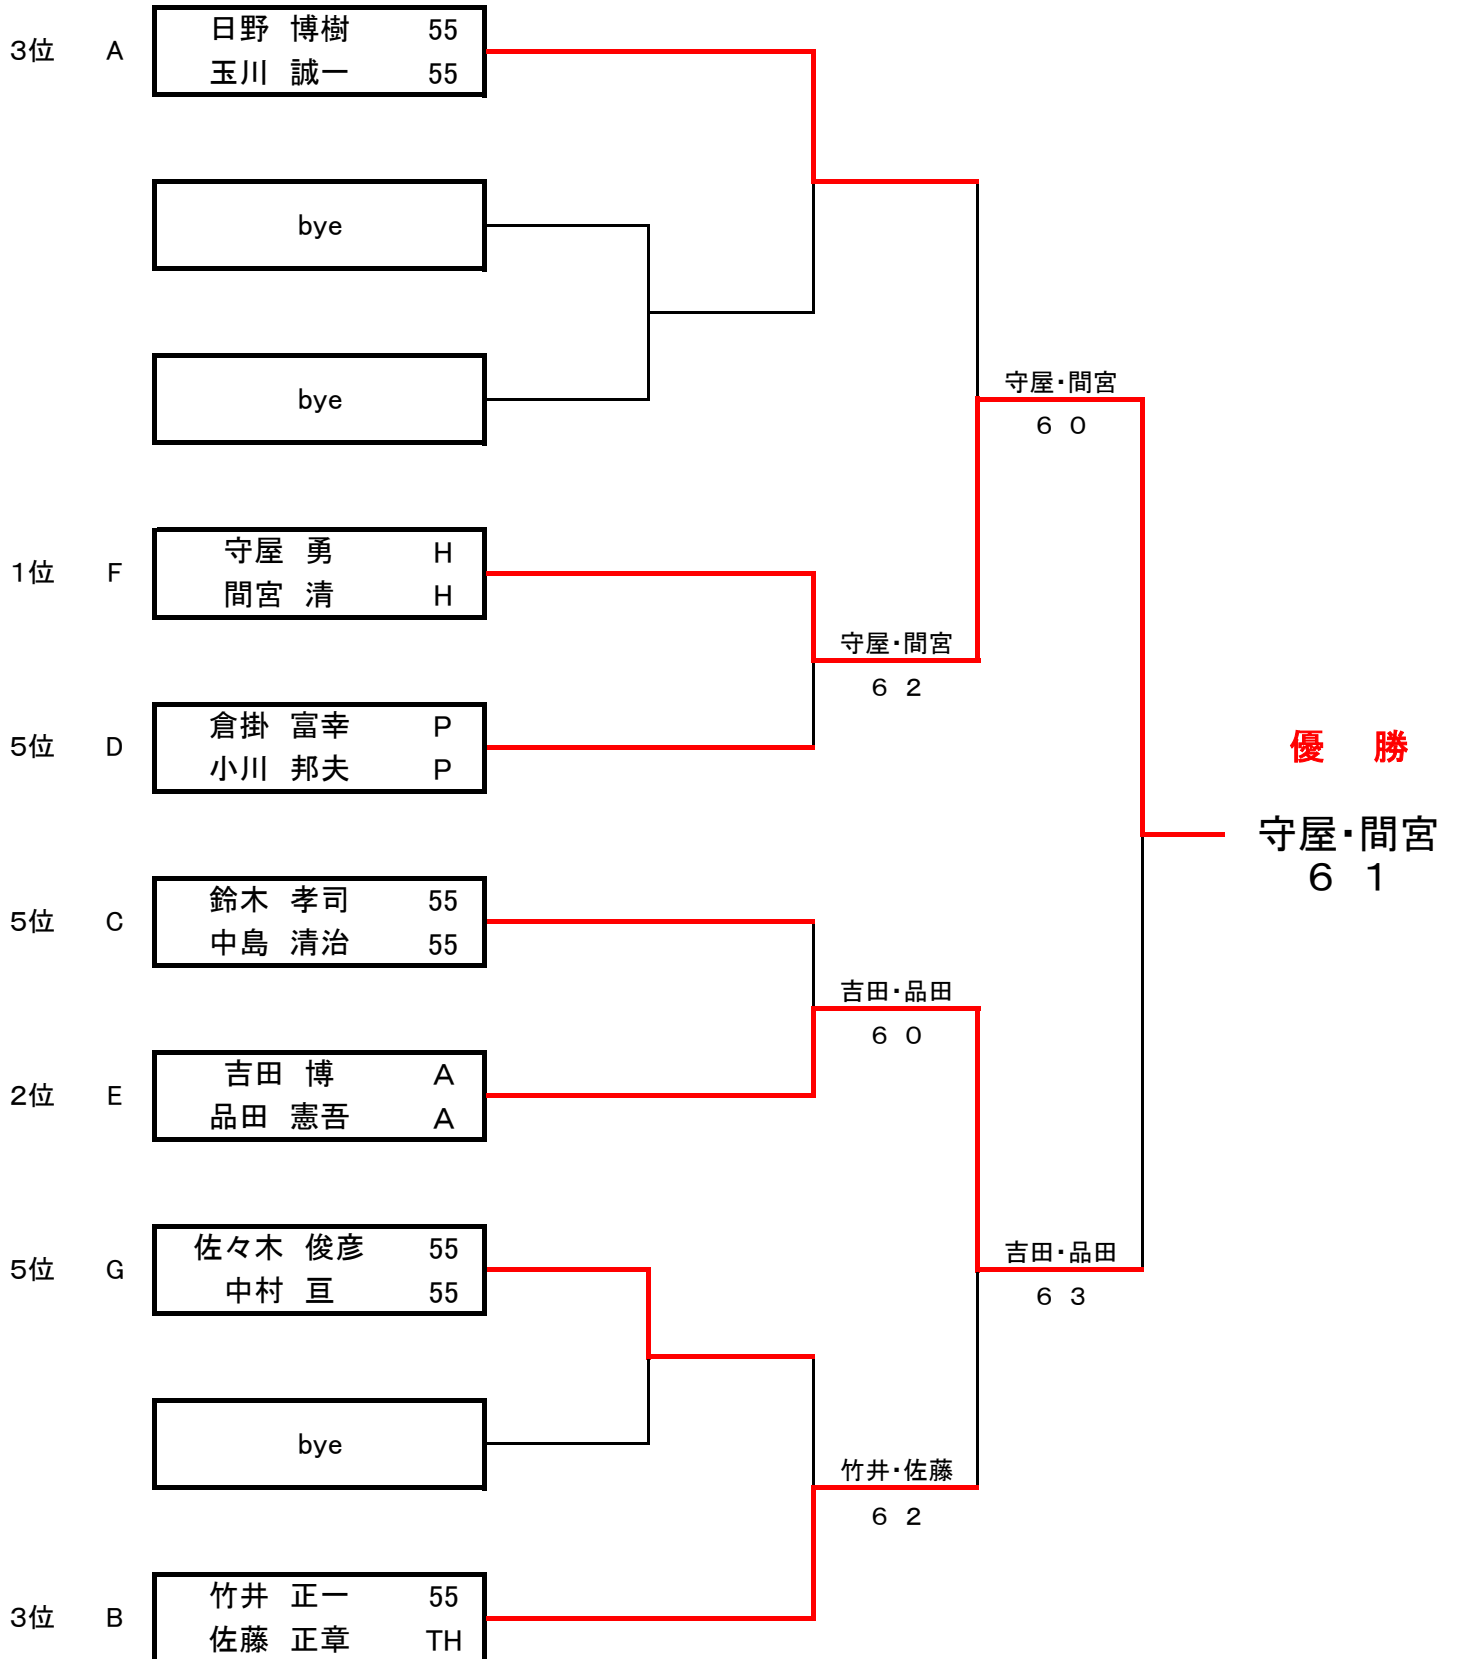 日野 博樹 55
3位 A
玉川 誠一 55
bye
bye
守屋・間宮
6 0
守屋 勇 H
1位 F
間宮 清 H
守屋・間宮
6 2
倉掛 富幸 P
5位 D
小川 邦夫 P
優 勝
守屋・間宮
6 1
鈴木 孝司 55
5位 C
中島 清治 55
吉田・品田
6 0
吉田 博 A
2位 E
品田 憲吾 A
佐々木 俊彦 55
5位 G
中村 亘 55
吉田・品田
6 3
bye
竹井・佐藤
6 2
竹井 正一 55
3位 B
佐藤 正章 TH